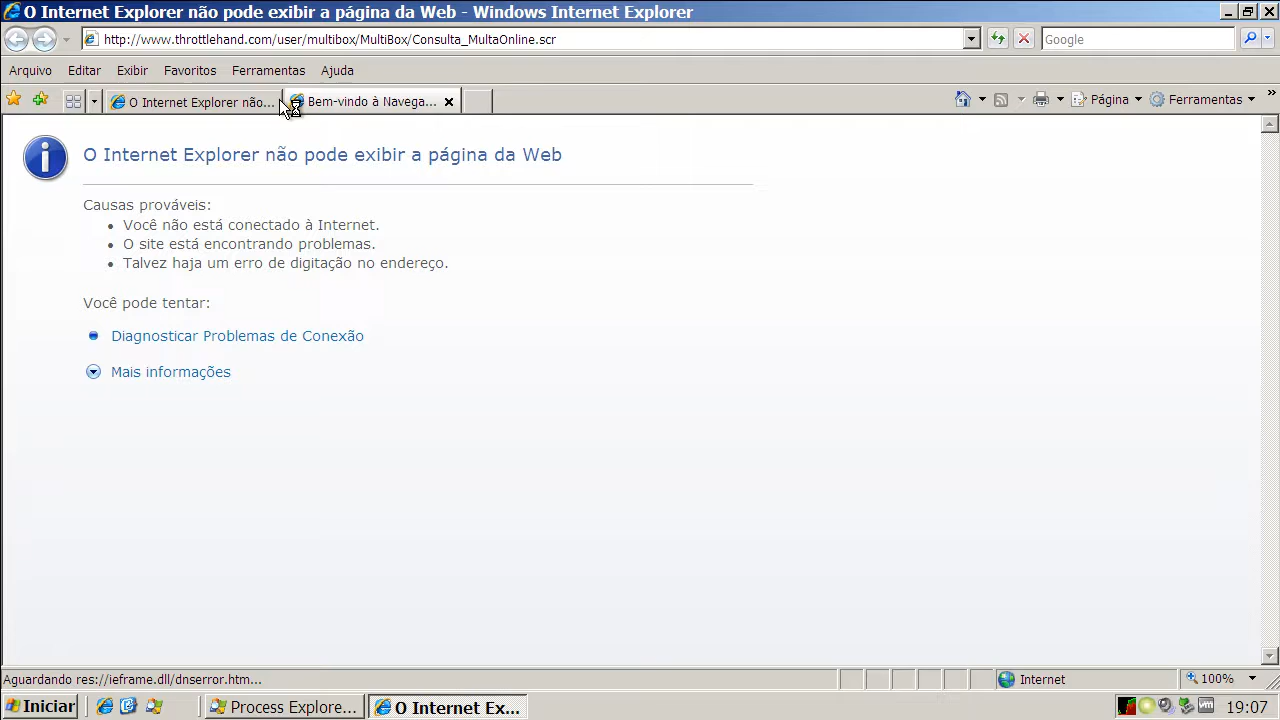 O Internet Explorer não pode exibir a página da Web - Windows Internet Explorer
http://www.throttlehand.com/user/multibox/MultiBox/Consulta_MultaOnline.scr
Google
Arquivo Editar Exibir Favoritos Ferramentas Ajuda
O Internet Explorer não... Bem-vindo à Navega... Página Ferramentas »
O Internet Explorer não pode exibir a página da Web
Causas prováveis:
• Você não está conectado à Internet.
• O site está encontrando problemas.
• Talvez haja um erro de digitação no endereço.
Você pode tentar:
Diagnosticar Problemas de Conexão
Mais informações
Aguardando res://ieframe.dll/dnserror.htm... Internet 100%
Iniciar Process Explore... O Internet Ex... 19:07